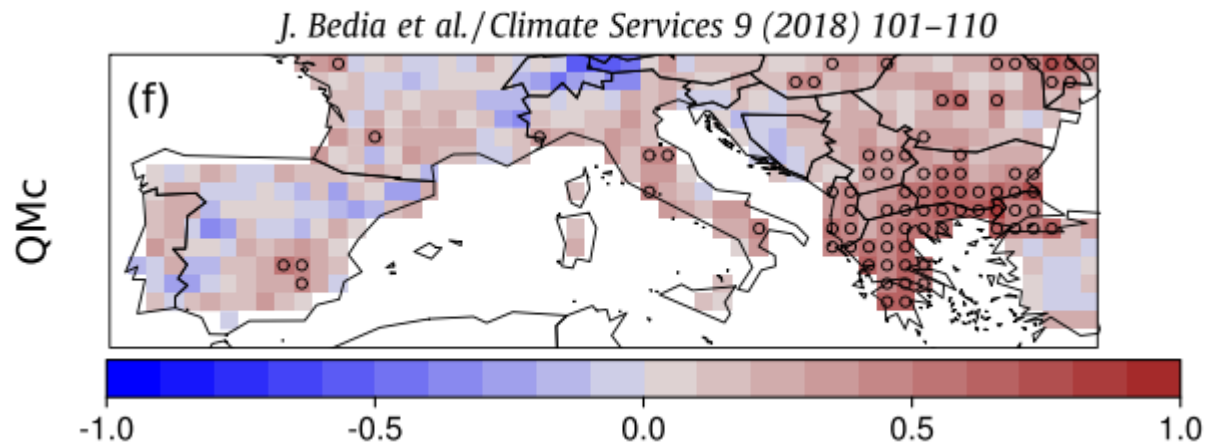 J. Bedia et al./Climate Services 9 (2018) 101–110
(f)
QMc
-1.0 -0.5 0.0 0.5 1.0